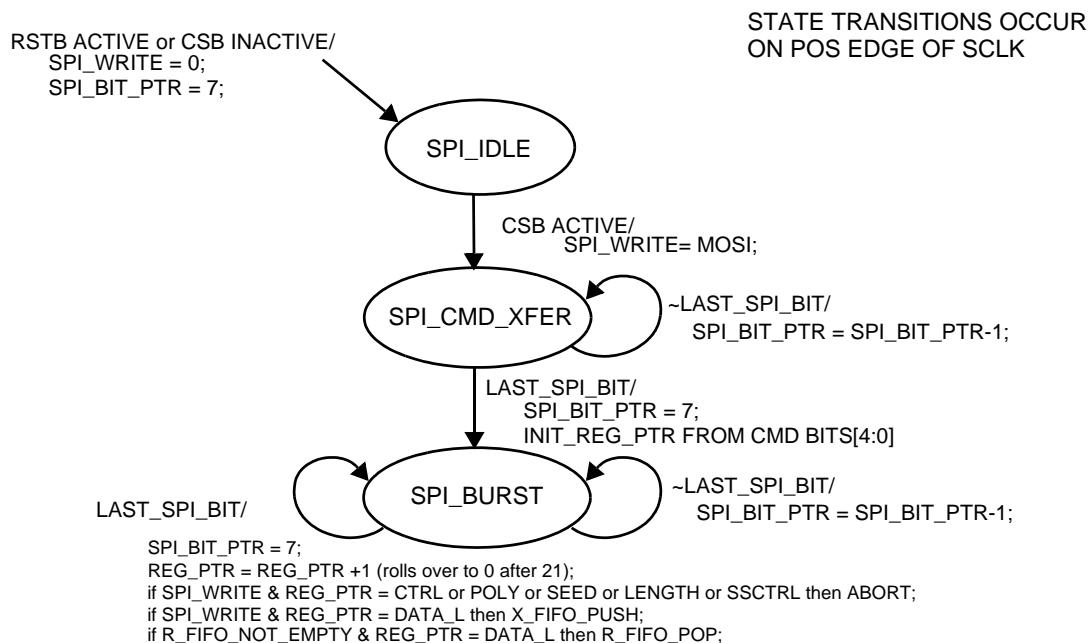 STATE TRANSITIONS OCCUR
ON POS EDGE OF SCLK
RSTB ACTIVE or CSB INACTIVE/
SPI_WRITE = 0;
SPI_BIT_PTR = 7;
SPI_IDLE
CSB ACTIVE/
SPI_WRITE= MOSI;
SPI_CMD_XFER
~LAST_SPI_BIT/
SPI_BIT_PTR = SPI_BIT_PTR-1;
LAST_SPI_BIT/
SPI_BIT_PTR = 7;
INIT_REG_PTR FROM CMD BITS[4:0]
SPI_BURST
~LAST_SPI_BIT/
SPI_BIT_PTR = SPI_BIT_PTR-1;
LAST_SPI_BIT/
SPI_BIT_PTR = 7;
REG_PTR = REG_PTR +1 (rolls over to 0 after 21);
if SPI_WRITE & REG_PTR = CTRL or POLY or SEED or LENGTH or SSCTRL then ABORT;
if SPI_WRITE & REG_PTR = DATA_L then X_FIFO_PUSH;
if R_FIFO_NOT_EMPTY & REG_PTR = DATA_L then R_FIFO_POP;